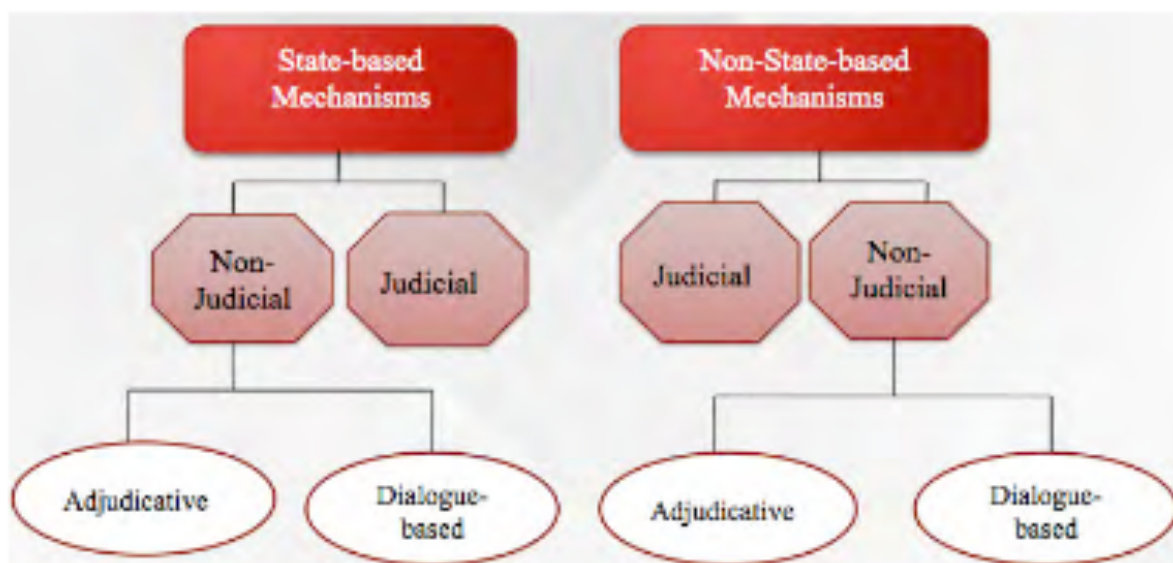 State-based
Mechanisms
Non-State-based
Mechanisms
Non-
Judicial
Judicial
Judicial
Non-
Judicial
Adjudicative
Dialogue-
based
Adjudicative
Dialogue-
based